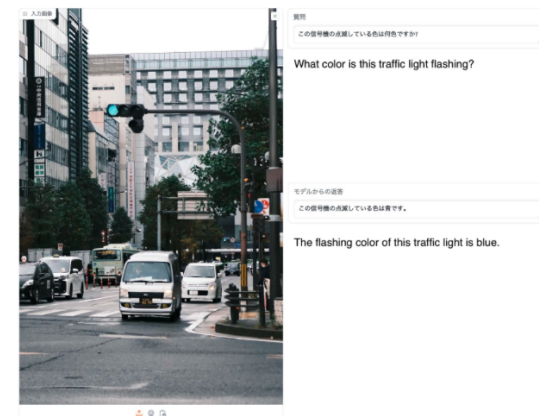 入力画像
質問
この信号機の点滅している色は何色ですか?
What color is this traffic light flashing?
モデルからの返答
この信号機の点滅している色は青です。
The flashing color of this traffic light is blue.